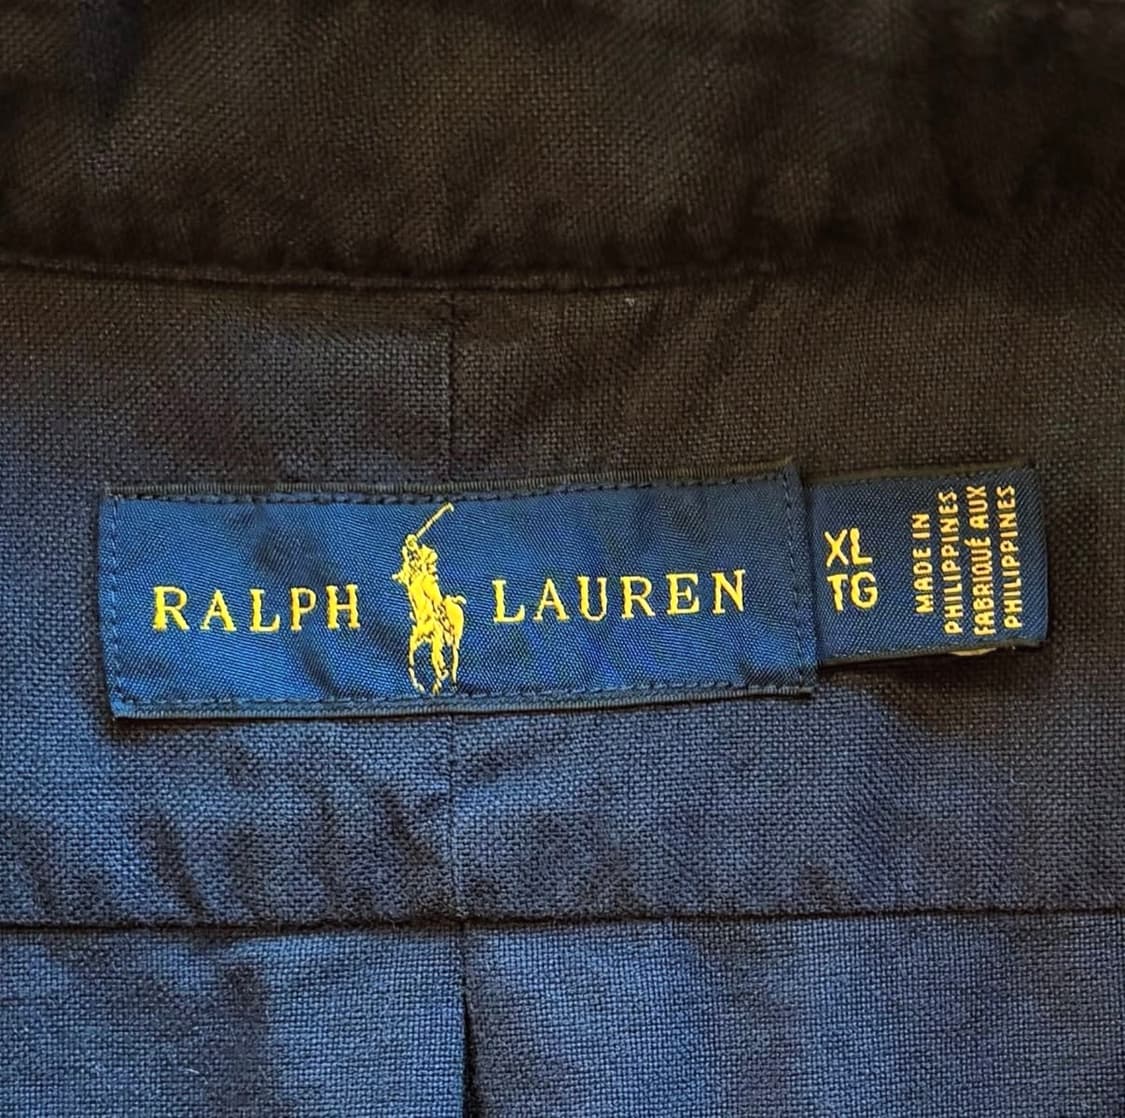 RALPH LAUREN
XL
TG
MADE IN
PHILIPPINES
FABRIQUÉ AUX
PHILIPPINES